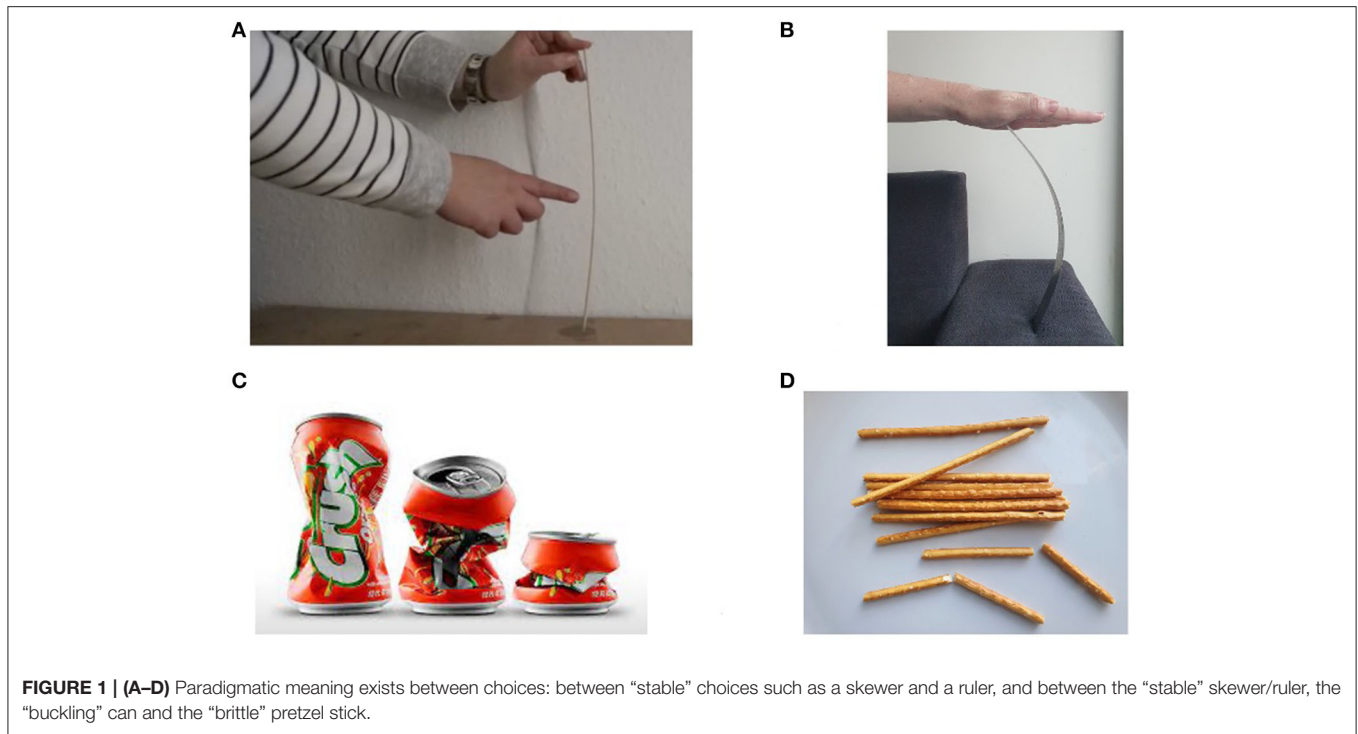 A
B
C
D
Crush
FIGURE 1 | (A–D) Paradigmatic meaning exists between choices: between “stable” choices such as a skewer and a ruler, and between the “stable” skewer/ruler, the
“buckling” can and the “brittle” pretzel stick.